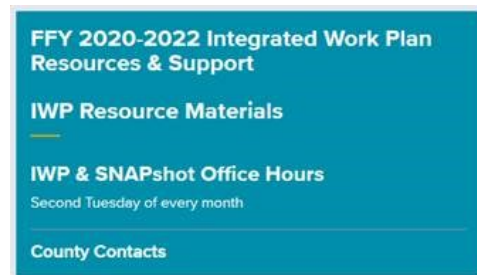 FFY 2020-2022 Integrated Work Plan
Resources & Support
IWP Resource Materials
IWP & SNAPshot Office Hours
Second Tuesday of every month
County Contacts